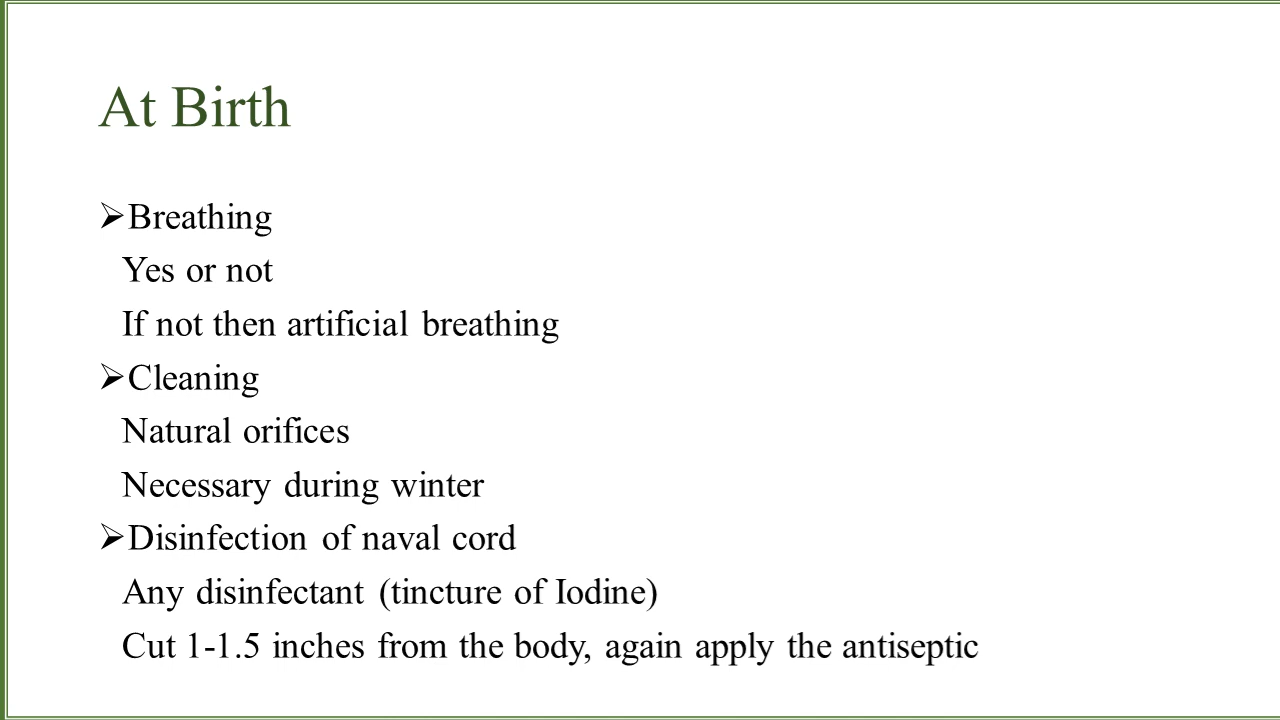 At Birth
➢Breathing
Yes or not
If not then artificial breathing
➢Cleaning
Natural orifices
Necessary during winter
➢Disinfection of naval cord
Any disinfectant (tincture of Iodine)
Cut 1-1.5 inches from the body, again apply the antiseptic